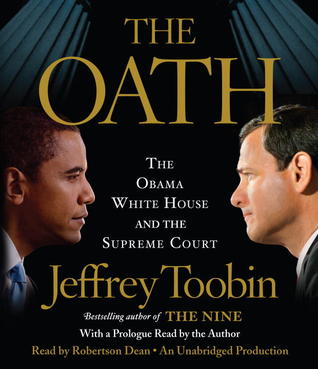 THE
OATH
THE
OBAMA
WHITE HOUSE
AND THE
SUPREME COURT
Jeffrey Toobin
Bestselling author of THE NINE
With a Prologue Read by the Author
Read by Robertson Dean • An Unabridged Production